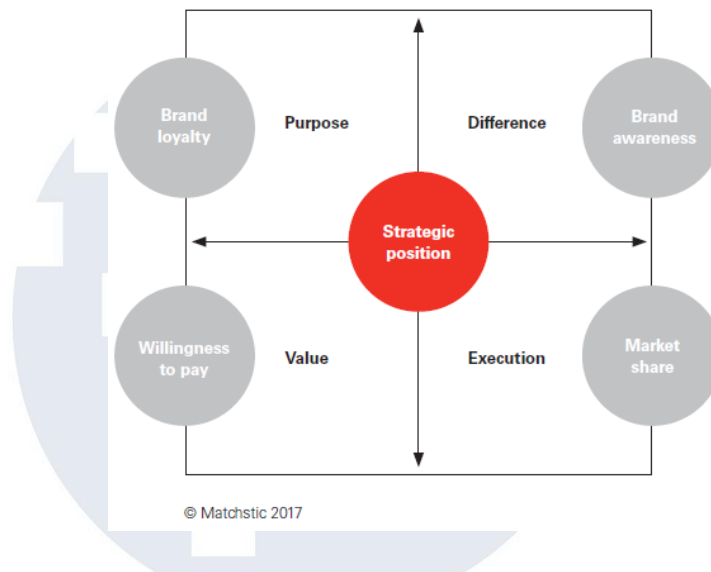 Brand
loyalty
Purpose
Difference
Brand
awareness
Strategic
position
Willingness
to pay
Value
Execution
Market
share
© Matchstic 2017